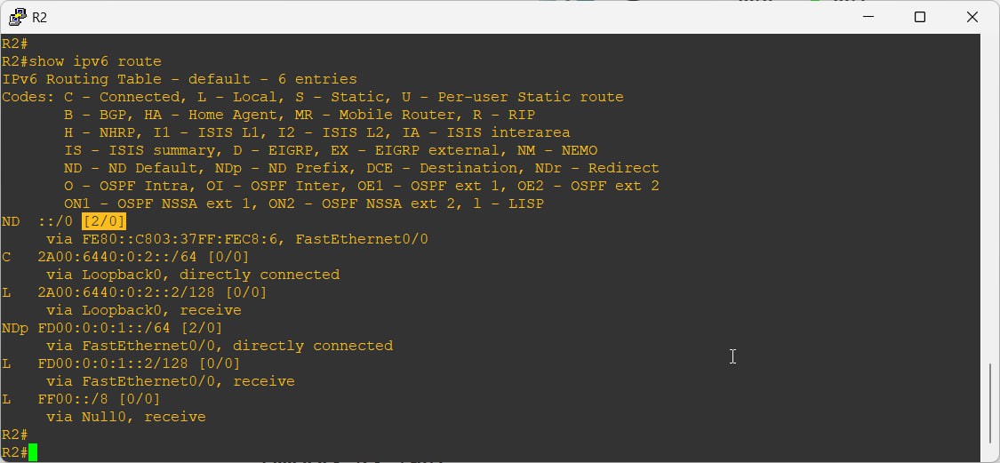 R2
R2#
R2#show ipv6 route
IPv6 Routing Table - default - 6 entries
Codes: C - Connected, L - Local, S - Static, U - Per-user Static route
       B - BGP, HA - Home Agent, MR - Mobile Router, R - RIP
       H - NHRP, I1 - ISIS L1, I2 - ISIS L2, IA - ISIS interarea
       IS - ISIS summary, D - EIGRP, EX - EIGRP external, NM - NEMO
       ND - ND Default, NDp - ND Prefix, DCE - Destination, NDr - Redirect
       O - OSPF Intra, OI - OSPF Inter, OE1 - OSPF ext 1, OE2 - OSPF ext 2
       ON1 - OSPF NSSA ext 1, ON2 - OSPF NSSA ext 2, l - LISP
ND  ::/0 [2/0]
     via FE80::C803:37FF:FEC8:6, FastEthernet0/0
C   2A00:6440:0:2::/64 [0/0]
     via Loopback0, directly connected
L   2A00:6440:0:2::2/128 [0/0]
     via Loopback0, receive
NDp FD00:0:0:1::/64 [2/0]
     via FastEthernet0/0, directly connected
L   FD00:0:0:1::2/128 [0/0]
     via FastEthernet0/0, receive
L   FF00::/8 [0/0]
     via Null0, receive
R2#
R2#